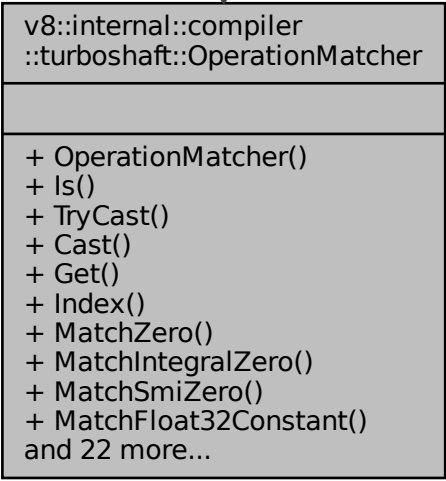 v8::internal::compiler
::turboshaft::OperationMatcher
+ OperationMatcher()
+ Is()
+ TryCast()
+ Cast()
+ Get()
+ Index()
+ MatchZero()
+ MatchIntegralZero()
+ MatchSmiZero()
+ MatchFloat32Constant()
and 22 more...